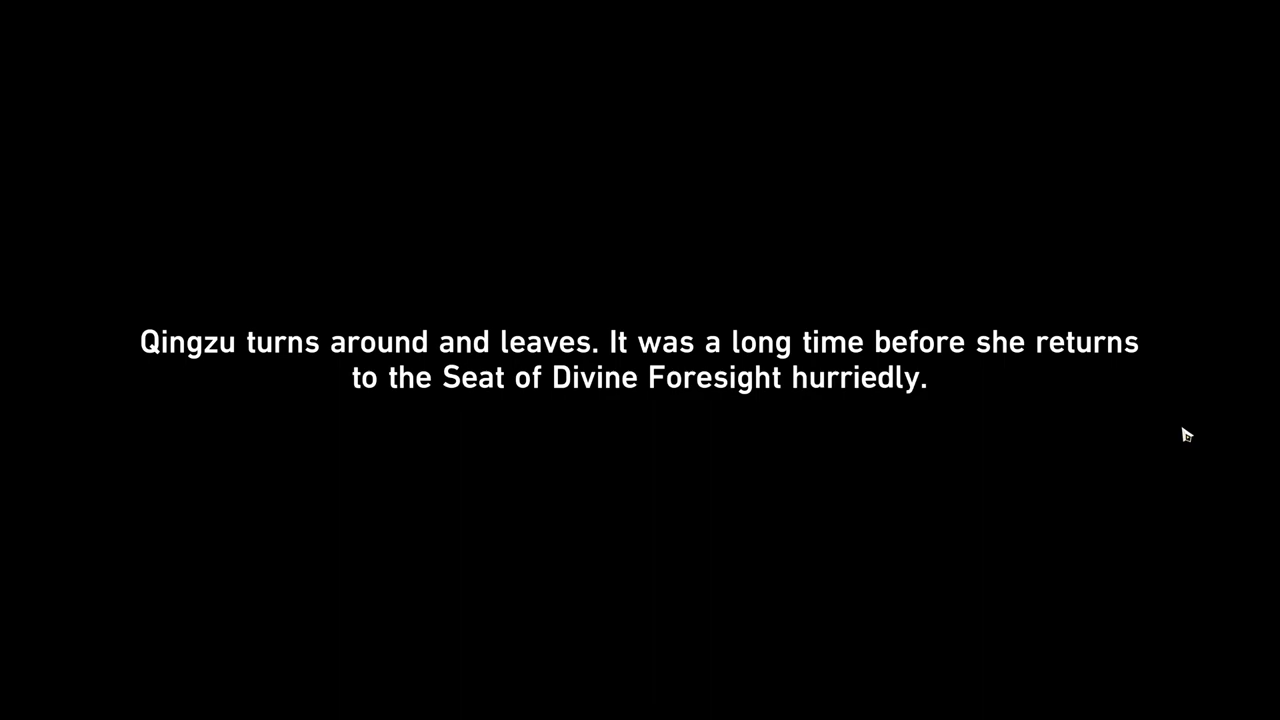 Qingzu turns around and leaves. It was a long time before she returns
to the Seat of Divine Foresight hurriedly.